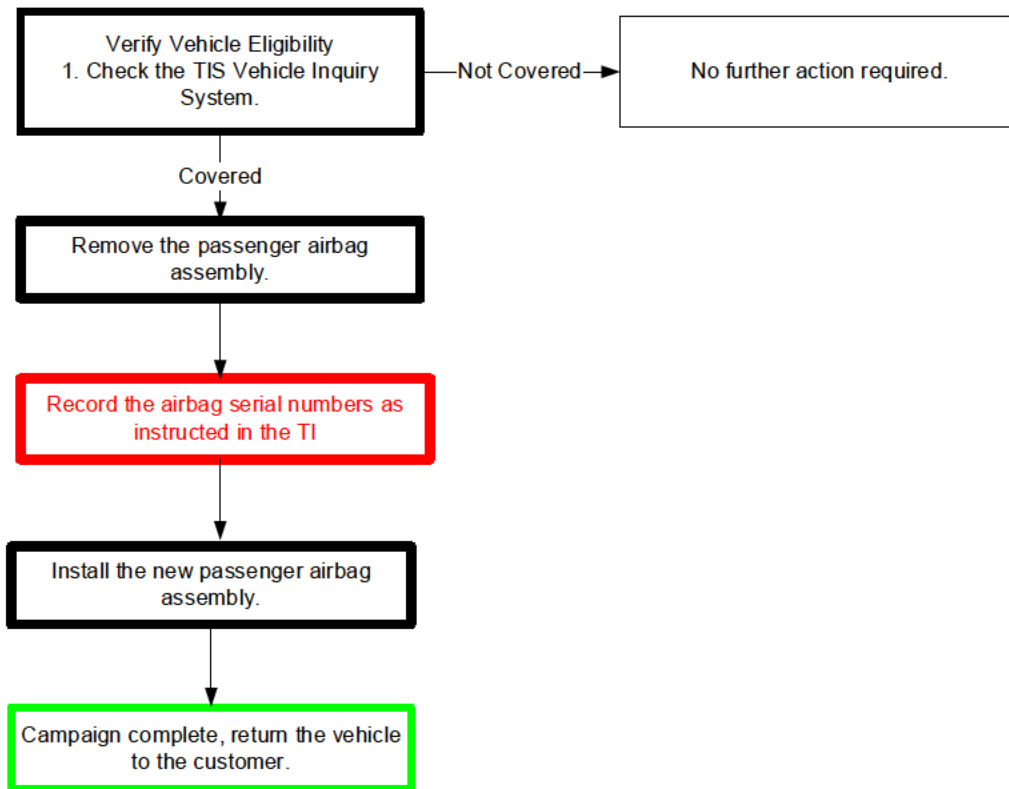 Verify Vehicle Eligibility
1. Check the TIS Vehicle Inquiry
System.
Not Covered
No further action required.
Covered
Remove the passenger airbag
assembly.
Record the airbag serial numbers as
instructed in the TI
Install the new passenger airbag
assembly.
Campaign complete, return the vehicle
to the customer.